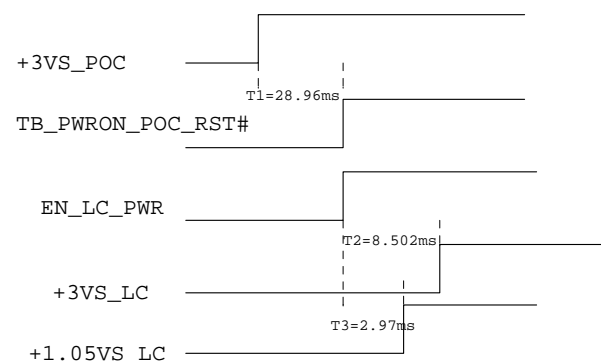 +3VS_POC
T1=28.96ms
TB_PWRON_POC_RST#
EN_LC_PWR
T2=8.502ms
+3VS_LC
T3=2.97ms
+1.05VS_LC